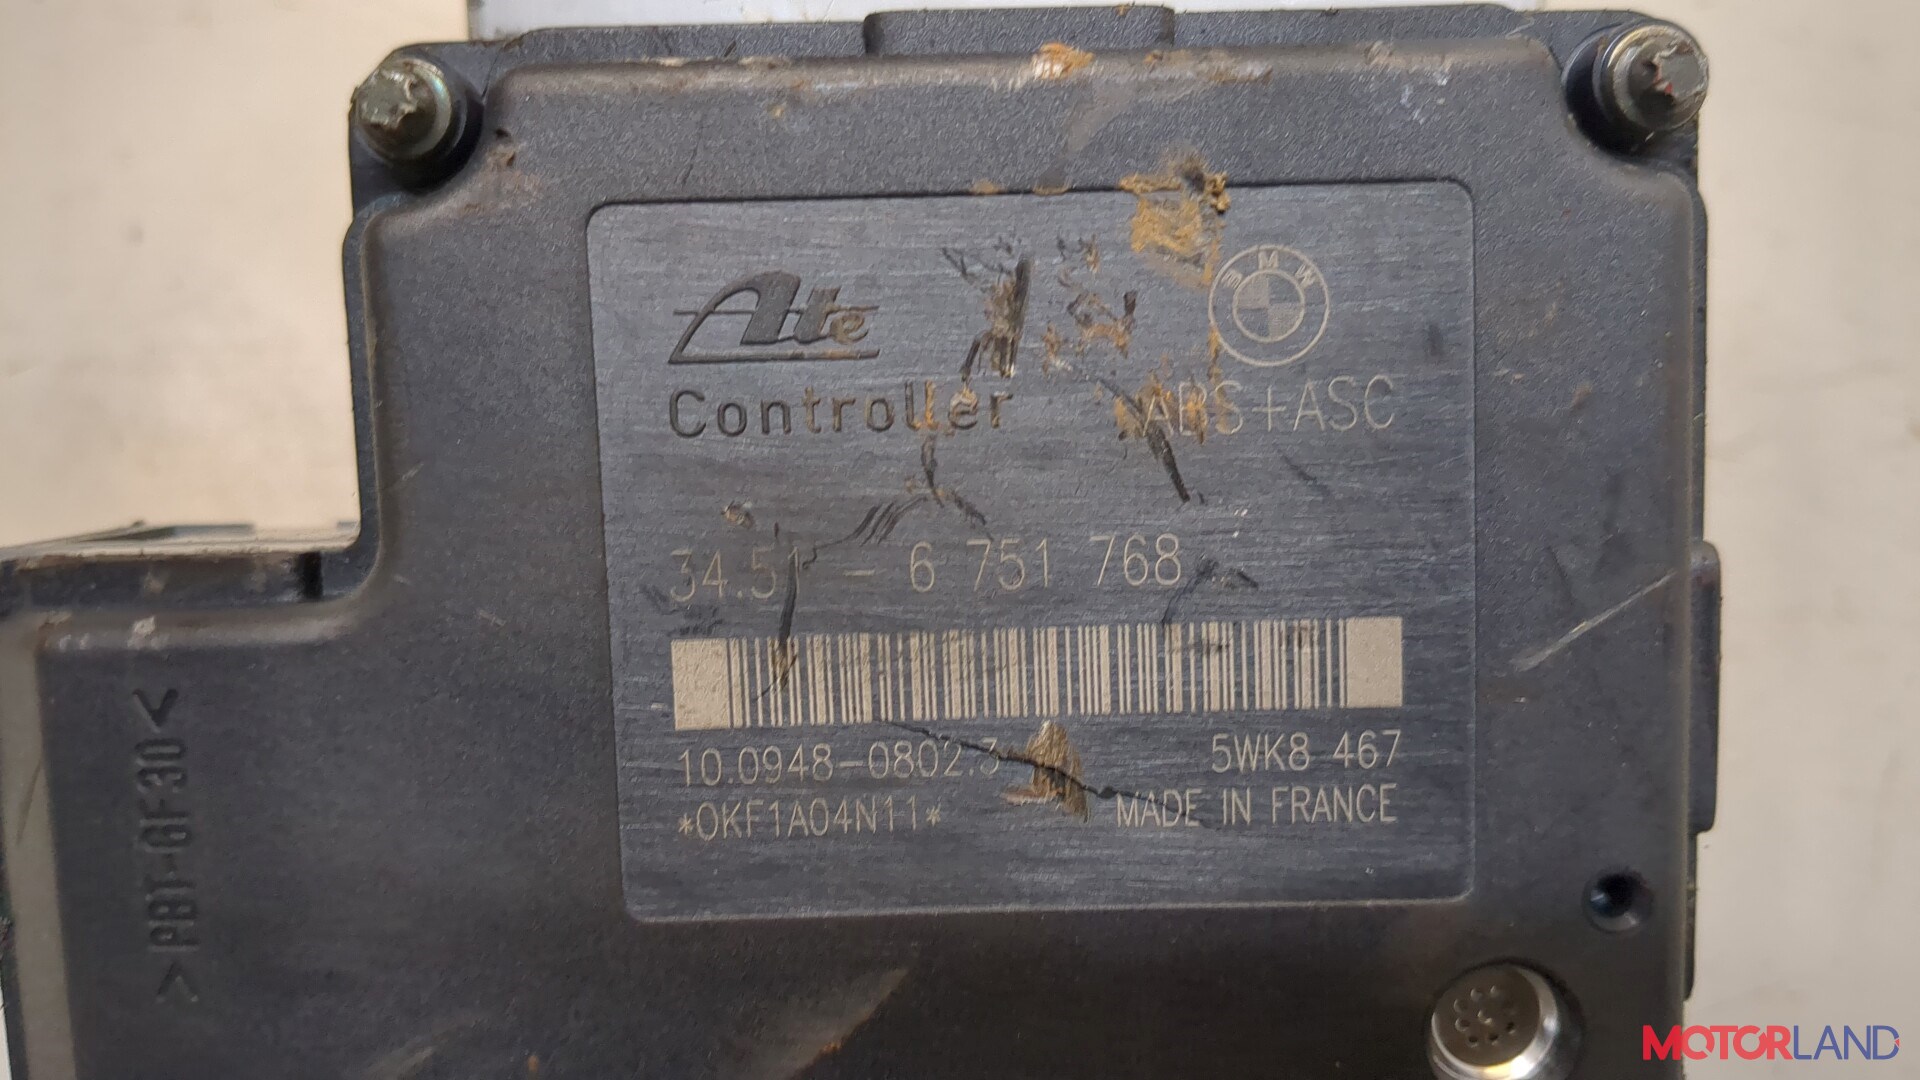 Ate
BMW
Controller ABS+ASC
34.51 - 6 751 768
10.0948-0802.3 5WK8 467
*0KF1A04N11* MADE IN FRANCE
>PBT-GF30<
MOTORLAND